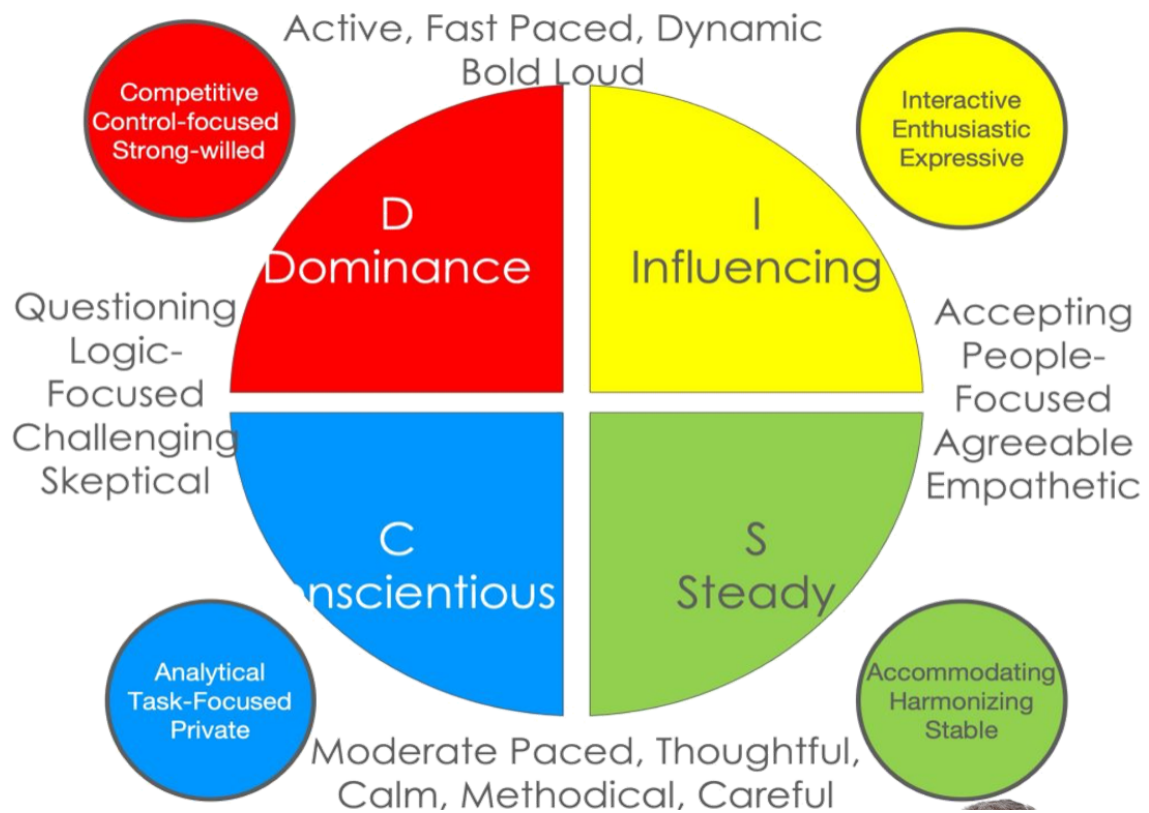 Active, Fast Paced, Dynamic
Bold Loud
Competitive
Control-focused
Strong-willed
Interactive
Enthusiastic
Expressive
D
Dominance
I
Influencing
Questioning
Logic-
Focused
Challenging
Skeptical
Accepting
People-
Focused
Agreeable
Empathetic
C
nscientious
S
Steady
Analytical
Task-Focused
Private
Accommodating
Harmonizing
Stable
Moderate Paced, Thoughtful,
Calm, Methodical, Careful